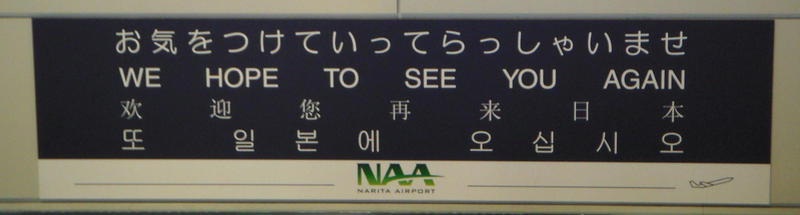 お気をつけていってらっしゃいませ
WE HOPE TO SEE YOU AGAIN
欢迎您再来日本
또 일본에 오십시오
NAA
NARITA AIRPORT